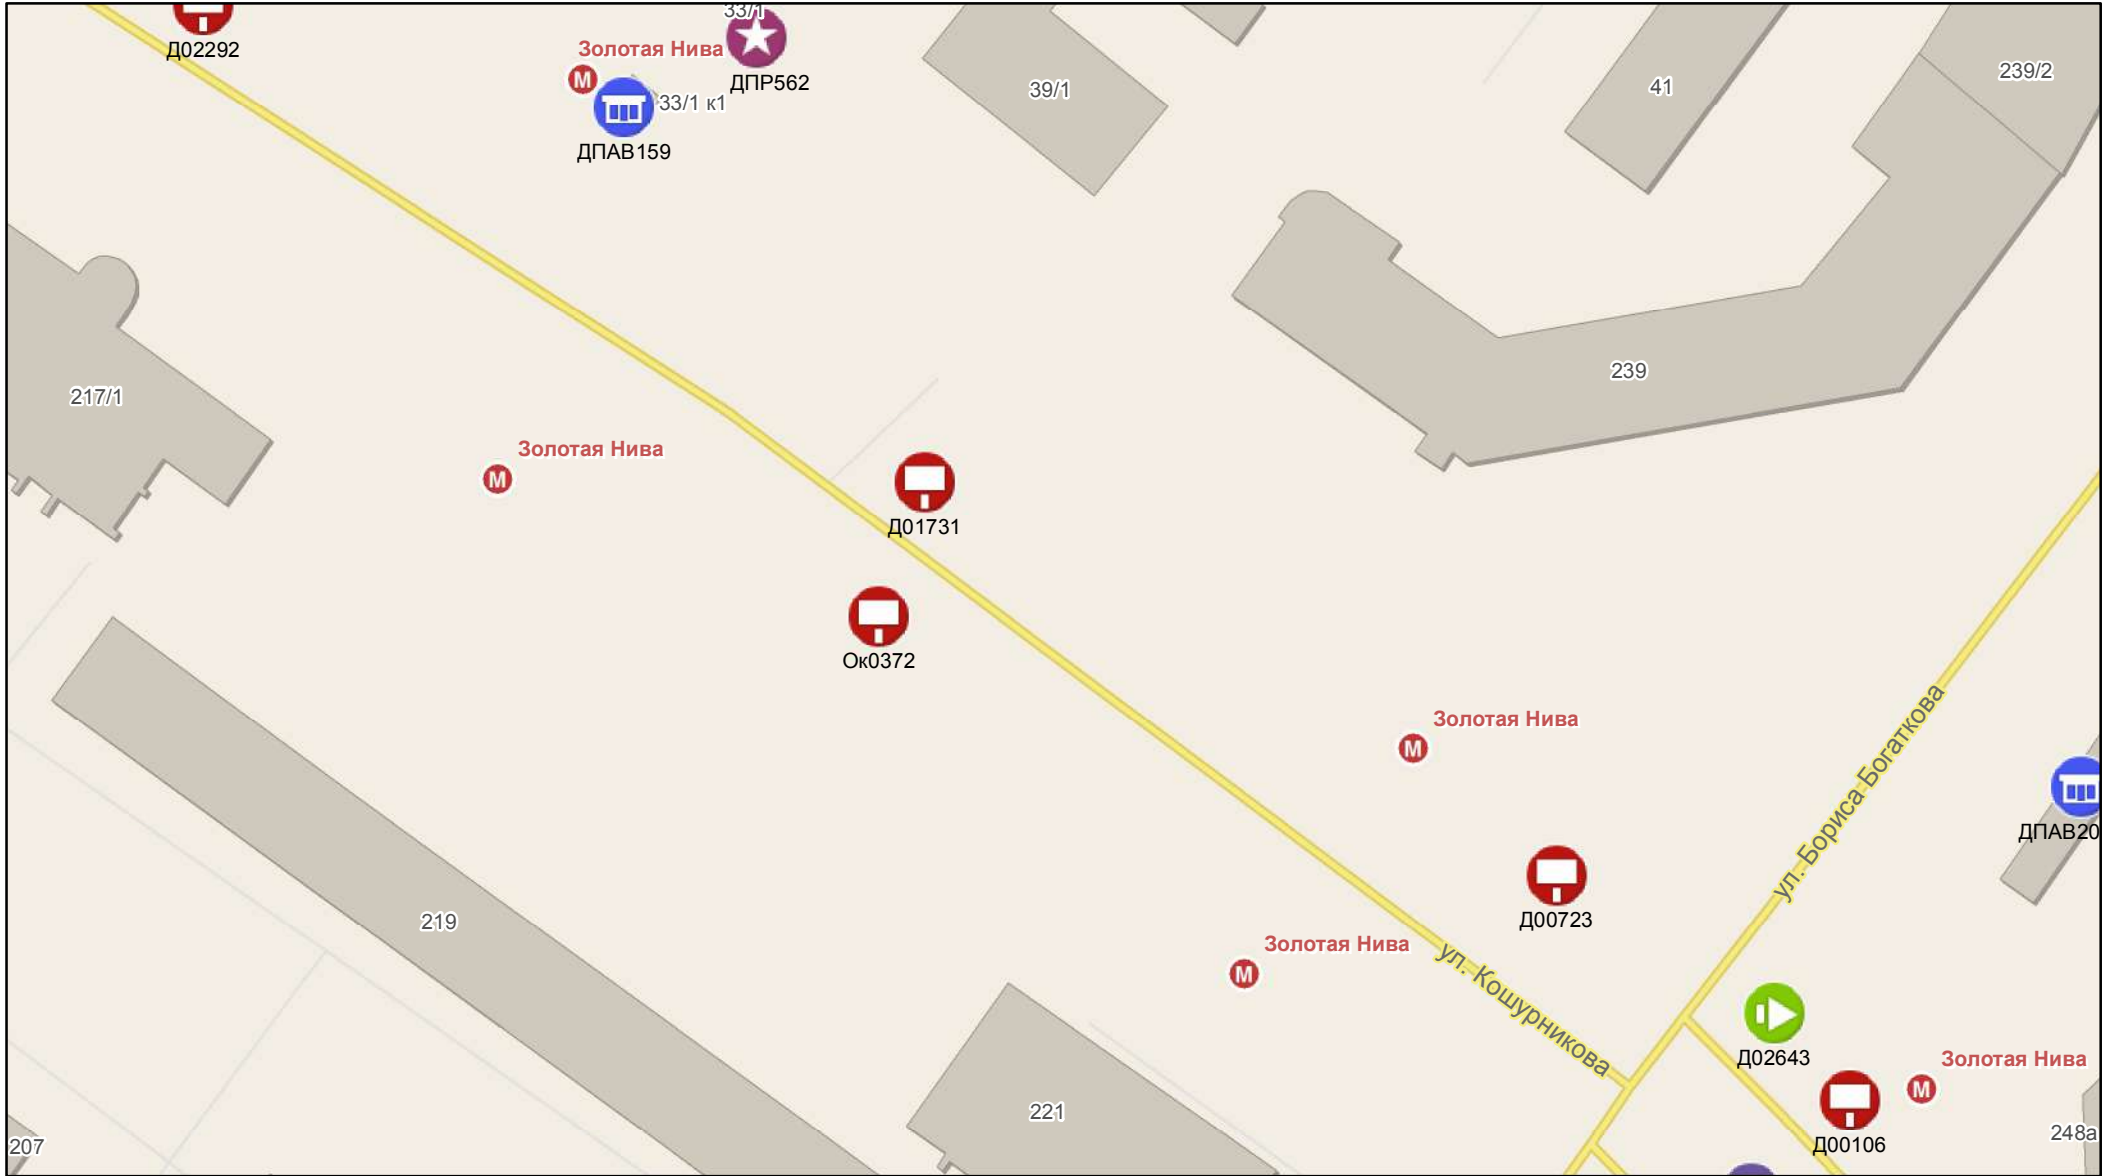 33/1
Д02292
Золотая Нива
ДПР562
33/1 к1
ДПАВ159
39/1
41
239/2
217/1
239
Золотая Нива
Д01731
Ок0372
Золотая Нива
ул. Бориса Богаткова
ДПАВ20
219
Д00723
Золотая Нива
ул. Кошурникова
Д02643
Золотая Нива
221
207
Д00106
248а